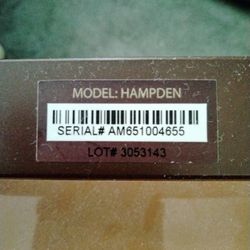 MODEL: HAMPDEN
SERIAL# AM651004655
LOT# 3053143